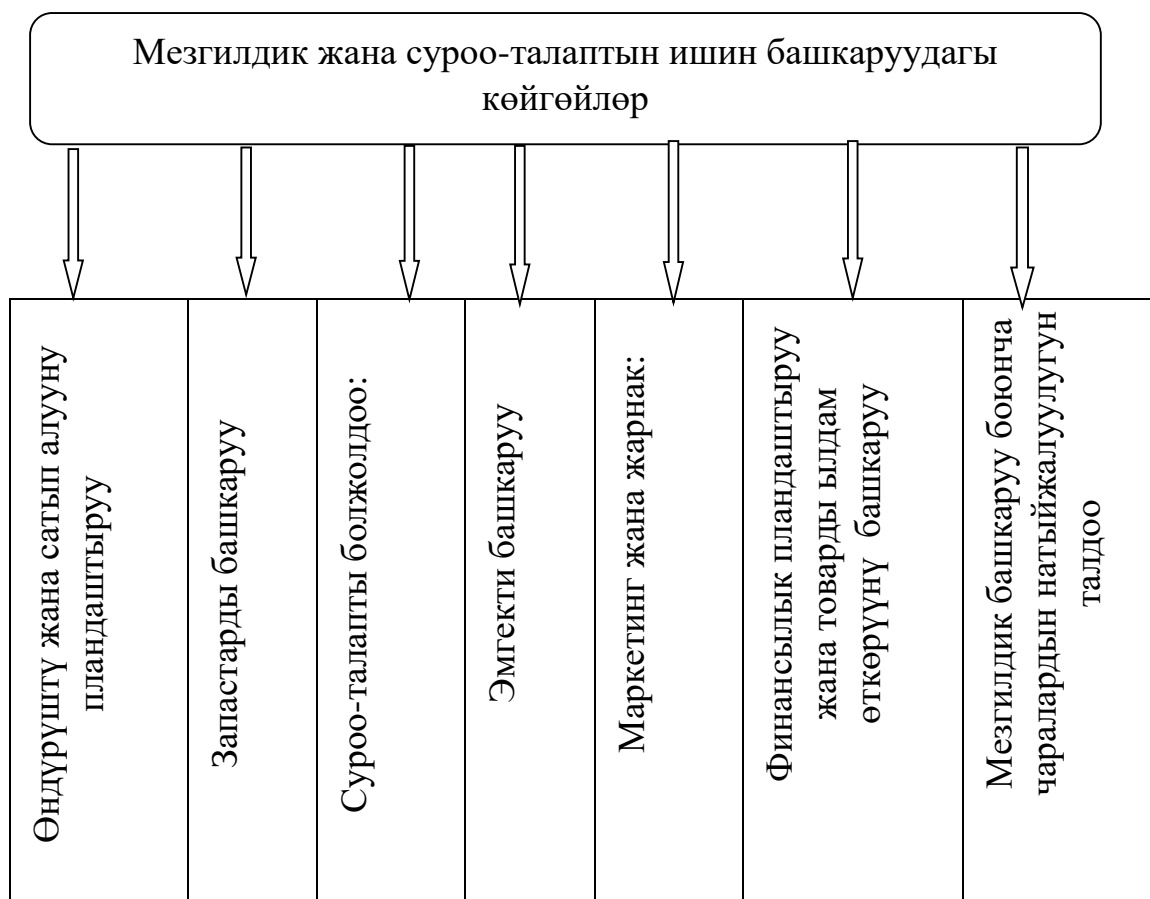 Мезгилдик жана суроо-талаптын ишин башкаруудагы
көйгөйлөр
Өндүрүштү жана сатып алууну
пландаштыруу
Запастарды башкаруу
Суроо-талапты болжолдоо:
Эмгекти башкаруу
Маркетинг жана жарнак:
Финансылык пландаштыруу
жана товарды ылдам
өткөрүүнү башкаруу
Мезгилдик башкаруу боюнча
чаралардын натыйжалуулугун
талдоо